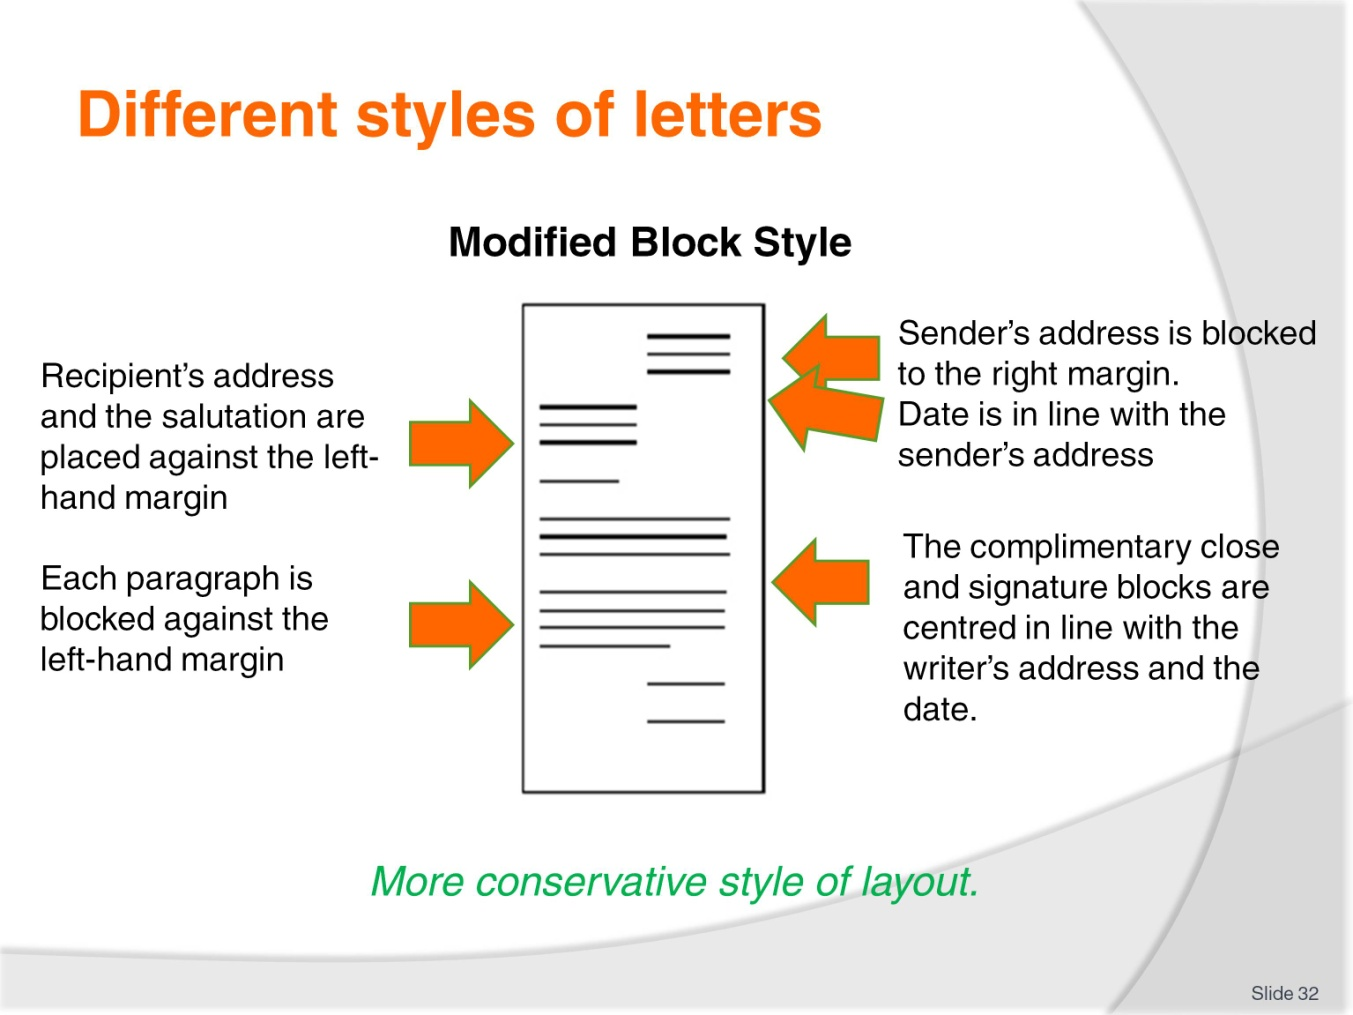 Different styles of letters
Modified Block Style
Recipient’s address
and the salutation are
placed against the left-
hand margin
Each paragraph is
blocked against the
left-hand margin
Sender’s address is blocked
to the right margin.
Date is in line with the
sender’s address
The complimentary close
and signature blocks are
centred in line with the
writer’s address and the
date.
More conservative style of layout.
Slide 32